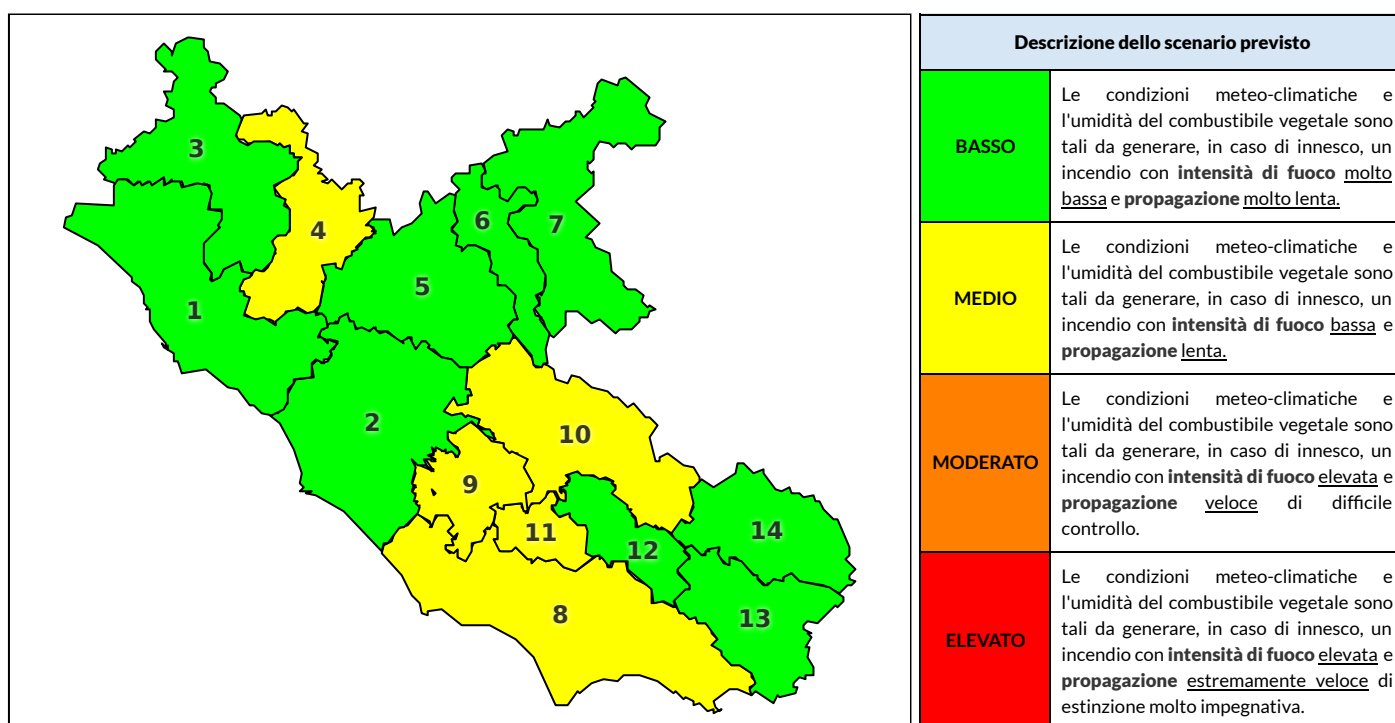 3
4
6
7
5
1
2
10
9
11
12
14
8
13
Descrizione dello scenario previsto
BASSO
Le condizioni meteo-climatiche e
l'umidità del combustibile vegetale sono
tali da generare, in caso di innesco, un
incendio con intensità di fuoco molto
bassa e propagazione molto lenta.
MEDIO
Le condizioni meteo-climatiche e
l'umidità del combustibile vegetale sono
tali da generare, in caso di innesco, un
incendio con intensità di fuoco bassa e
propagazione lenta.
MODERATO
Le condizioni meteo-climatiche e
l'umidità del combustibile vegetale sono
tali da generare, in caso di innesco, un
incendio con intensità di fuoco elevata e
propagazione veloce di difficile
controllo.
ELEVATO
Le condizioni meteo-climatiche e
l'umidità del combustibile vegetale sono
tali da generare, in caso di innesco, un
incendio con intensità di fuoco elevata e
propagazione estremamente veloce di
estinzione molto impegnativa.